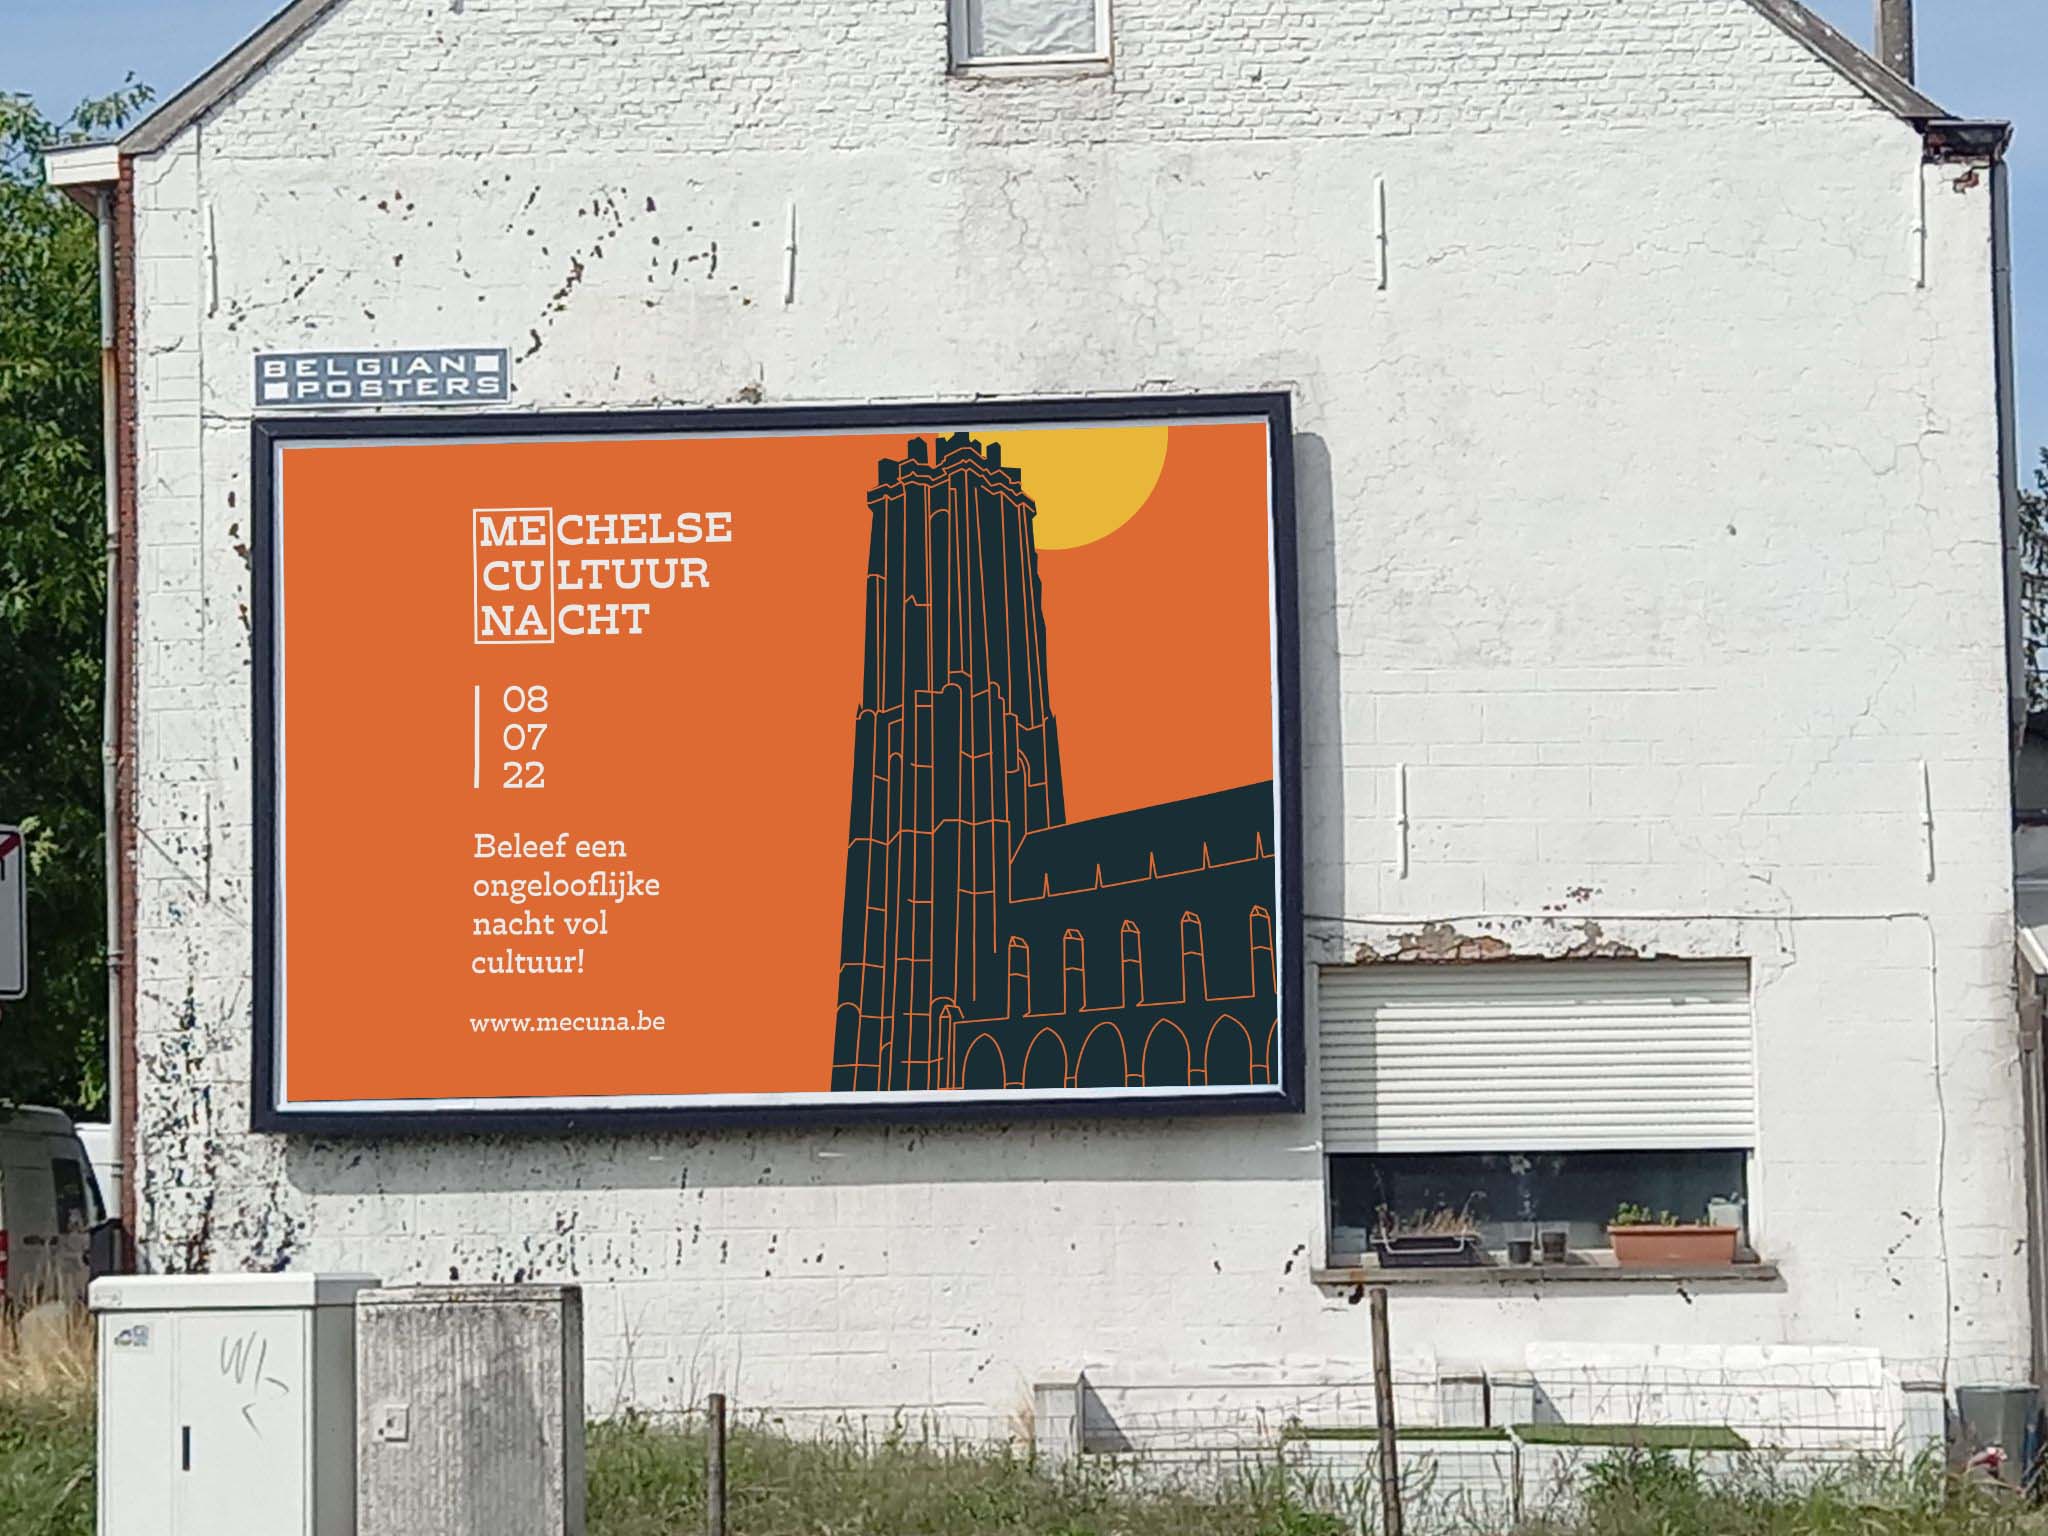 BELGIAN
POSTERS
MECHELSE
CULTUUR
NACHT
08
07
22
Beleef een
ongelooflijke
nacht vol
cultuur!
www.mecuna.be